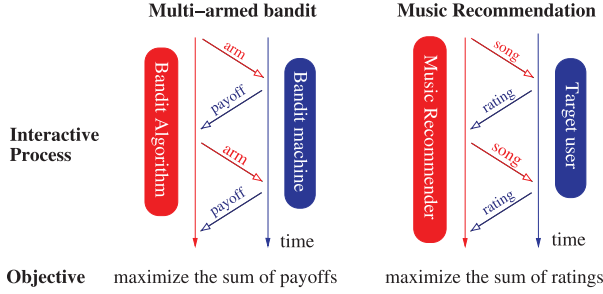 Multi-armed bandit
Music Recommendation
Interactive
Process
Bandit Algorithm
arm
payoff
arm
payoff
Bandit machine
time
Music Recommender
song
rating
song
rating
Target user
time
Objective
maximize the sum of payoffs
maximize the sum of ratings